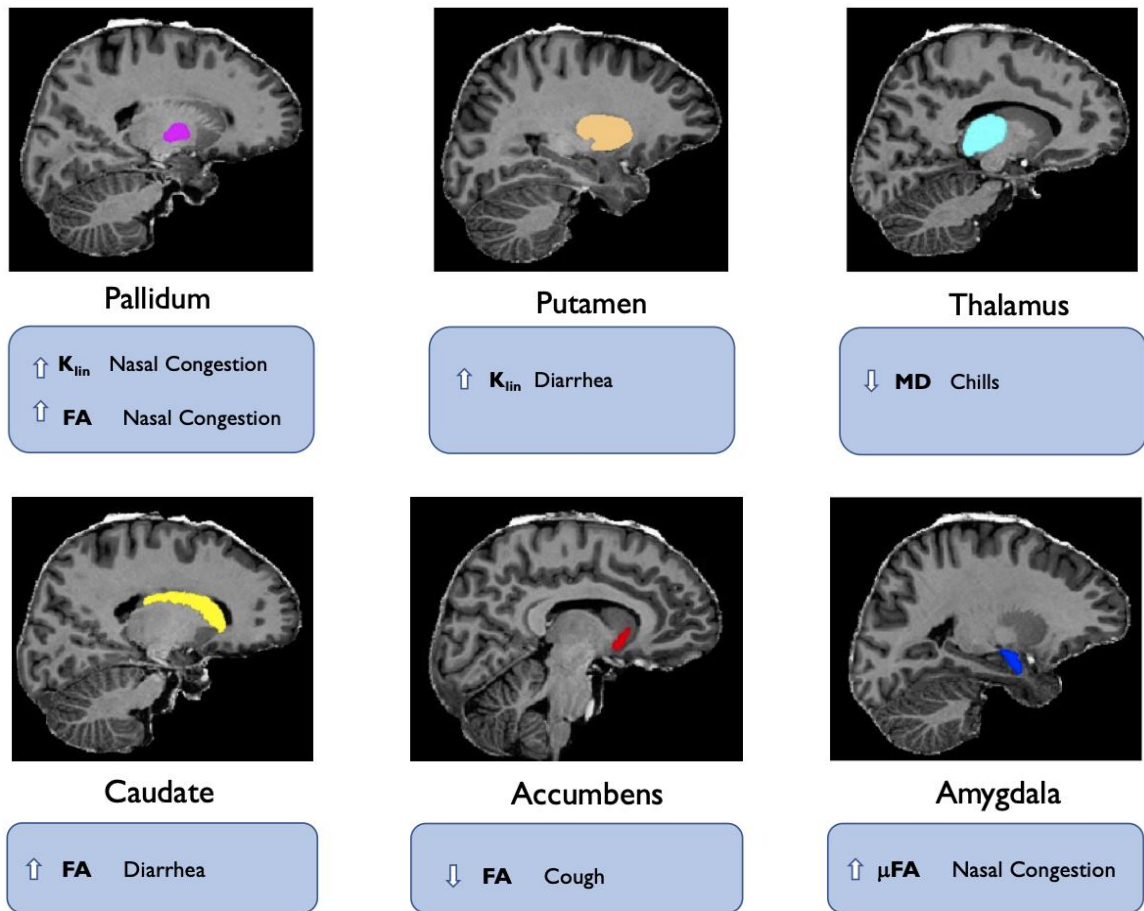 Pallidum
Putamen
Thalamus
⇧ Klin Nasal Congestion
⇧ FA Nasal Congestion
⇧ Klin Diarrhea
⇩ MD Chills
Caudate
Accumbens
Amygdala
⇧ FA Diarrhea
⇩ FA Cough
⇧ μFA Nasal Congestion